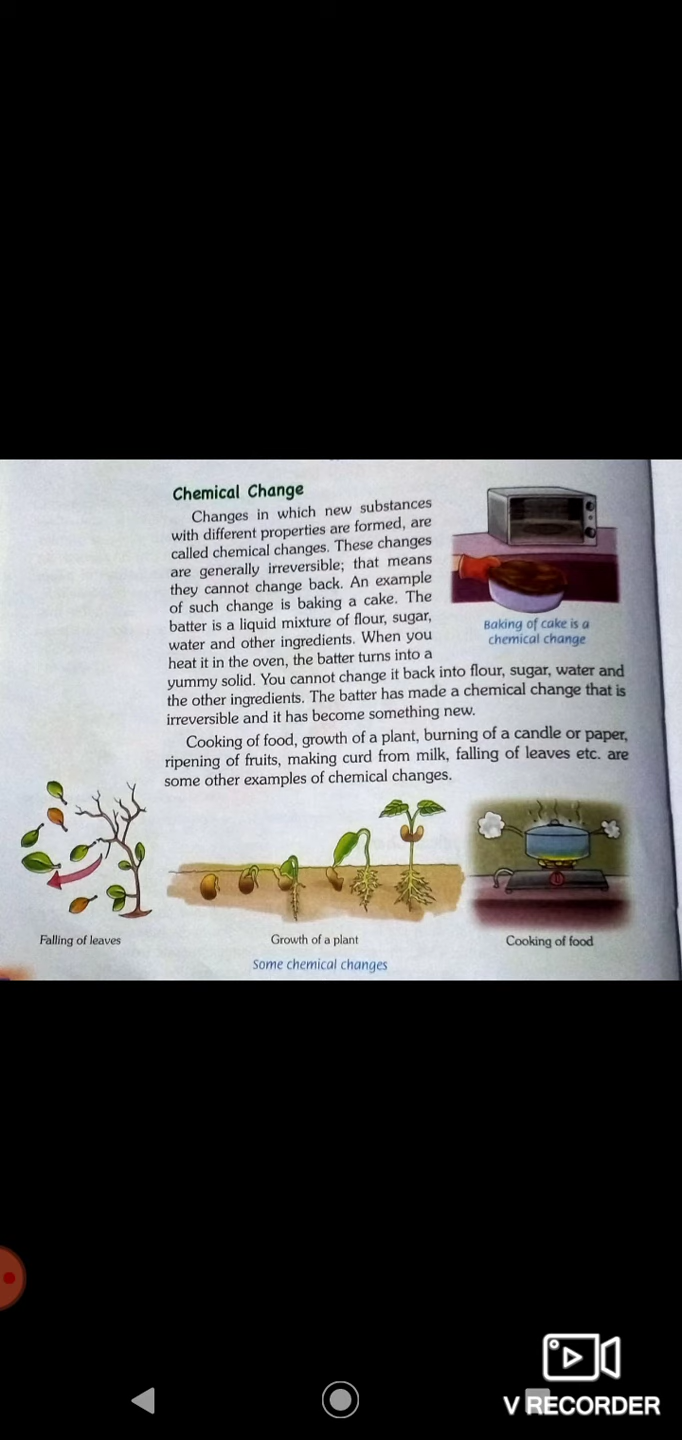 Chemical Change
Changes in which new substances
with different properties are formed, are
called chemical changes. These changes
are generally irreversible; that means
they cannot change back. An example
of such change is baking a cake. The
batter is a liquid mixture of flour, sugar,
water and other ingredients. When you
heat it in the oven, the batter turns into a
yummy solid. You cannot change it back into flour, sugar, water and
the other ingredients. The batter has made a chemical change that is
irreversible and it has become something new.
Baking of cake is a
chemical change
Cooking of food, growth of a plant, burning of a candle or paper,
ripening of fruits, making curd from milk, falling of leaves etc. are
some other examples of chemical changes.
Falling of leaves
Growth of a plant
Cooking of food
Some chemical changes
V RECORDER